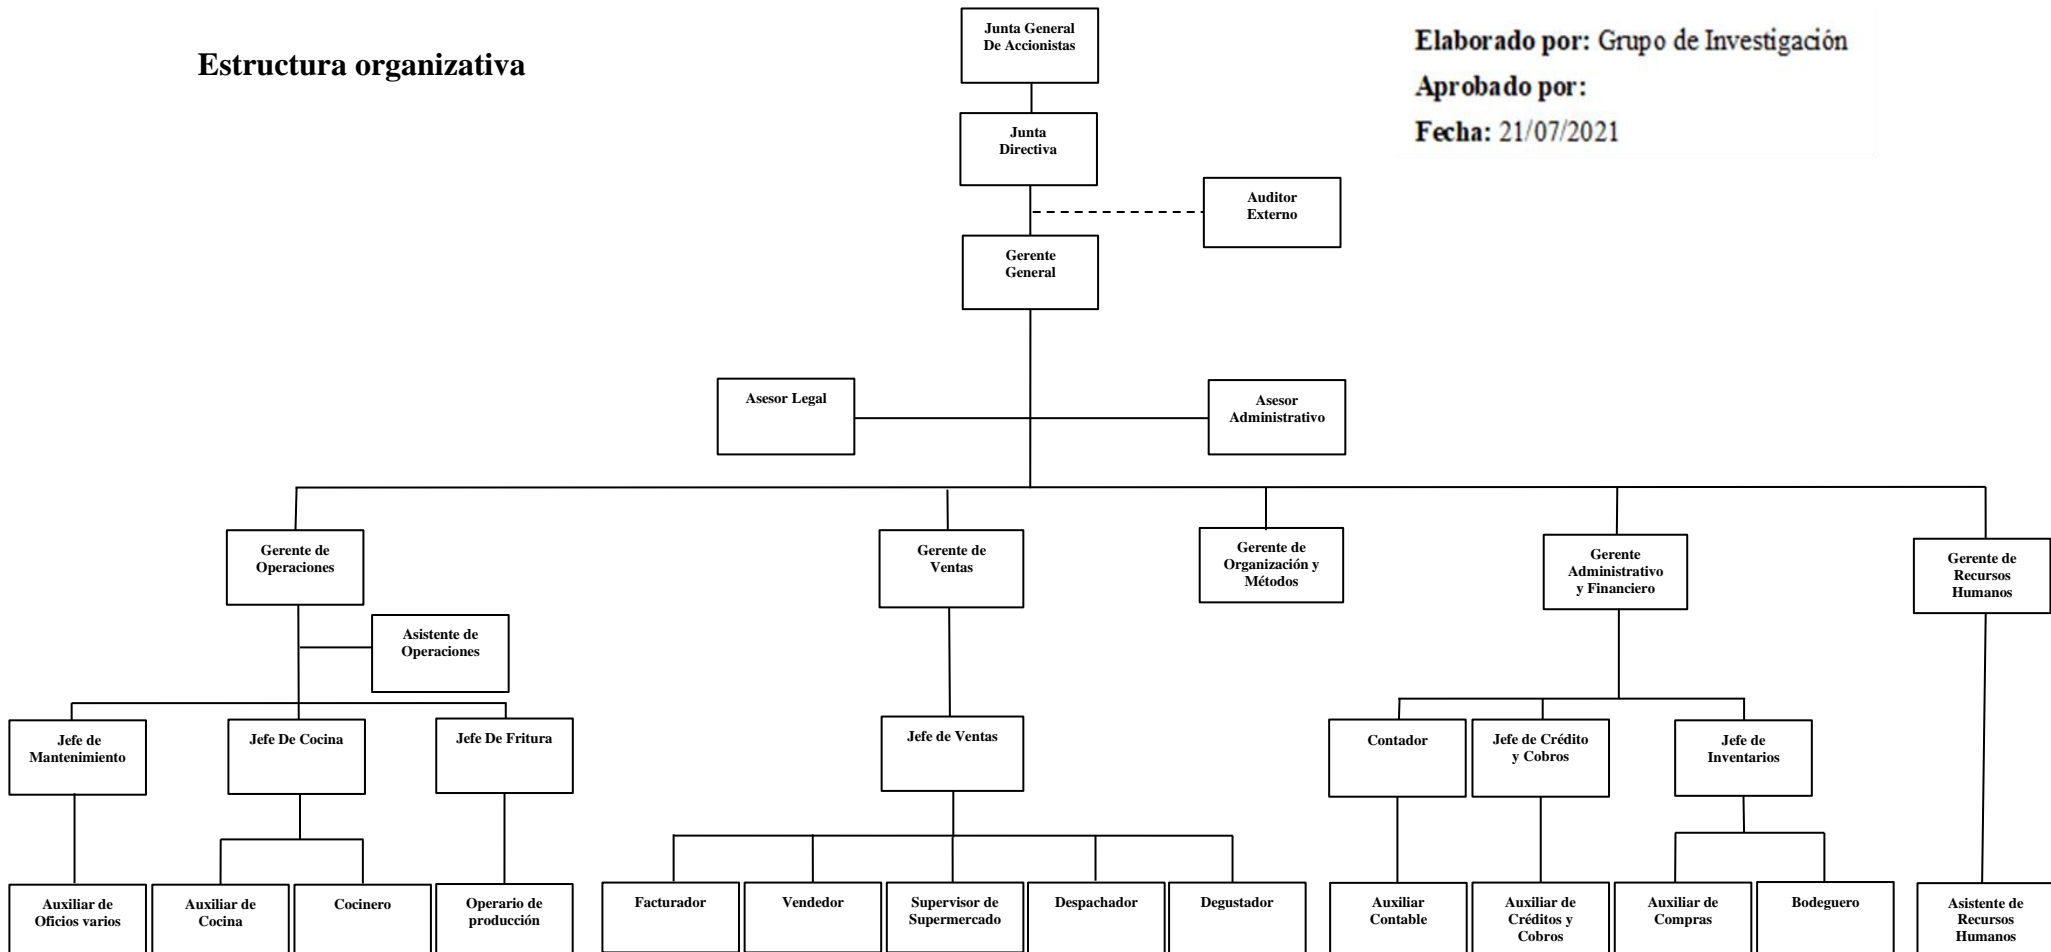 Estructura organizativa
Elaborado por: Grupo de Investigación
Aprobado por:
Fecha: 21/07/2021
Junta General
De Accionistas
Junta
Directiva
Auditor
Externo
Gerente
General
Asesor Legal
Asesor
Administrativo
Gerente de
Operaciones
Gerente de
Ventas
Gerente de
Organización y
Métodos
Gerente
Administrativo
y Financiero
Gerente de
Recursos
Humanos
Asistente de
Operaciones
Jefe de
Mantenimiento
Jefe De Cocina
Jefe De Fritura
Jefe de Ventas
Contador
Jefe de Crédito
y Cobros
Jefe de
Inventarios
Auxiliar de
Oficios varios
Auxiliar de
Cocina
Cocinero
Operario de
producción
Facturador
Vendedor
Supervisor de
Supermercado
Despachador
Degustador
Auxiliar
Contable
Auxiliar de
Créditos y
Cobros
Auxiliar de
Compras
Bodeguero
Asistente de
Recursos
Humanos